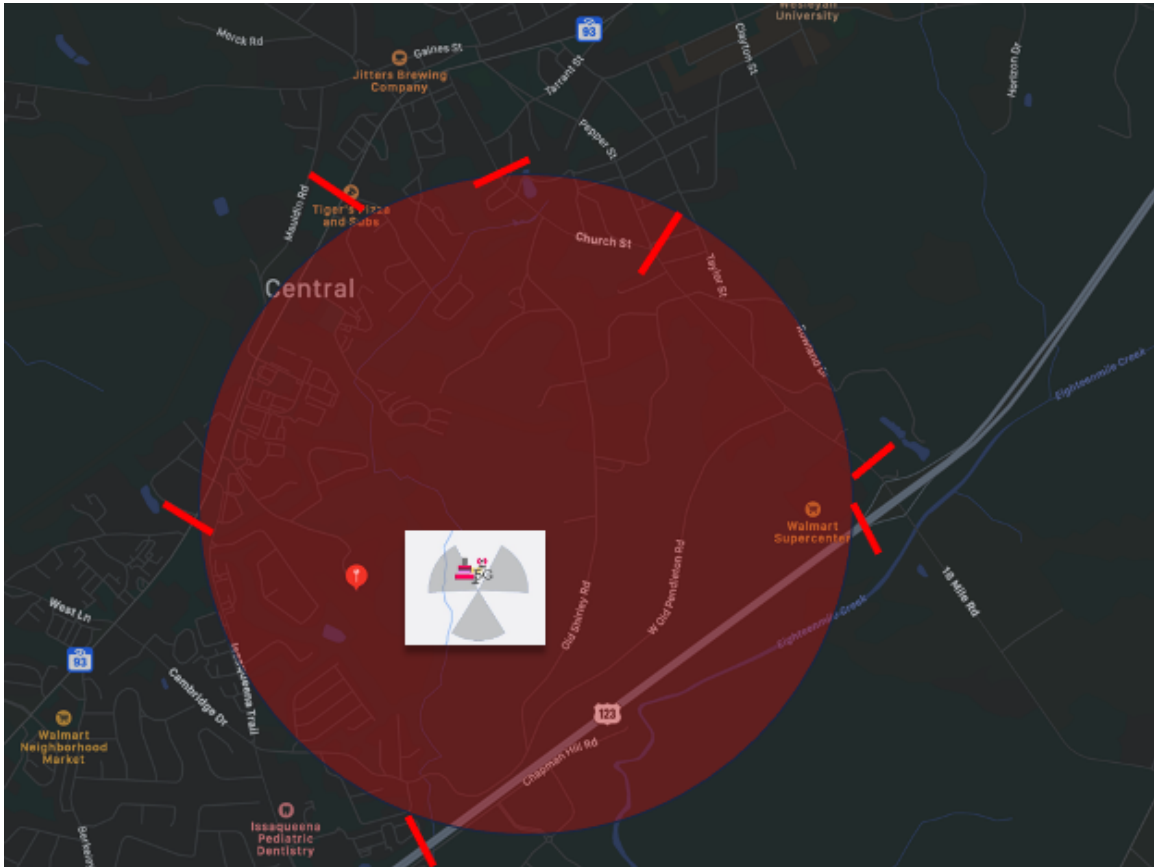 Wesleyan
University
93
Merck Rd
Gaines St
Jitters Brewing
Company
Tarrant St
Clayton St
Horizon Dr
Pepper St
Mauldin Rd
Tiger's Pizza
and Subs
Church St
Taylor St
Central
Rowland Dr
Eighteenmile Creek
Walmart
Supercenter
18 Mile Rd
Old Shirley Rd
W Old Pendleton Rd
Eighteenmile Creek
West Ln
93
Issaqueena Trail
Cambridge Dr
123
Chapman Hill Rd
Walmart
Neighborhood
Market
Issaqueena
Pediatric
Dentistry